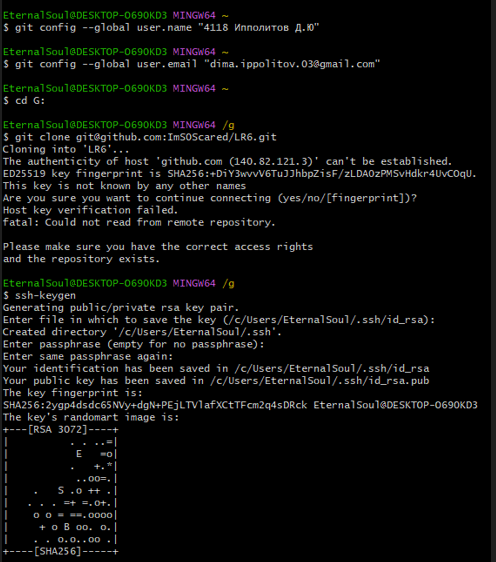 EternalSoul@DESKTOP-O690KD3 MINGW64 ~
$ git config --global user.name "4118 Ипполитов Д.Ю"
EternalSoul@DESKTOP-O690KD3 MINGW64 ~
$ git config --global user.email "dima.ippolitov.03@gmail.com"
EternalSoul@DESKTOP-O690KD3 MINGW64 ~
$ cd G:
EternalSoul@DESKTOP-O690KD3 MINGW64 /g
$ git clone git@github.com:ImSOScared/LR6.git
Cloning into 'LR6'...
The authenticity of host 'github.com (140.82.121.3)' can't be established.
ED25519 key fingerprint is SHA256:+DiY3wvvV6TuJJhbpZisF/zLDA0zPMSvHdkr4UvCOqU.
This key is not known by any other names
Are you sure you want to continue connecting (yes/no/[fingerprint])?
Host key verification failed.
fatal: Could not read from remote repository.
Please make sure you have the correct access rights
and the repository exists.
EternalSoul@DESKTOP-O690KD3 MINGW64 /g
$ ssh-keygen
Generating public/private rsa key pair.
Enter file in which to save the key (/c/Users/EternalSoul/.ssh/id_rsa):
Created directory '/c/Users/EternalSoul/.ssh'.
Enter passphrase (empty for no passphrase):
Enter same passphrase again:
Your identification has been saved in /c/Users/EternalSoul/.ssh/id_rsa
Your public key has been saved in /c/Users/EternalSoul/.ssh/id_rsa.pub
The key fingerprint is:
SHA256:2ygp4dsdc65NVy+dgN+PEjLTVlafXCtTFcm2q4sDRck EternalSoul@DESKTOP-O690KD3
The key's randomart image is:
+---[RSA 3072]----+
|          . . ..=|
|           E   =o|
|          .   +.*|
|           ..oo=.|
|    .   S .o ++ .|
|   . . . =+ =.o+.|
|    o o = ==.oooo|
|     + o B oo. o.|
|    . . o.o..oo .|
+----[SHA256]-----+